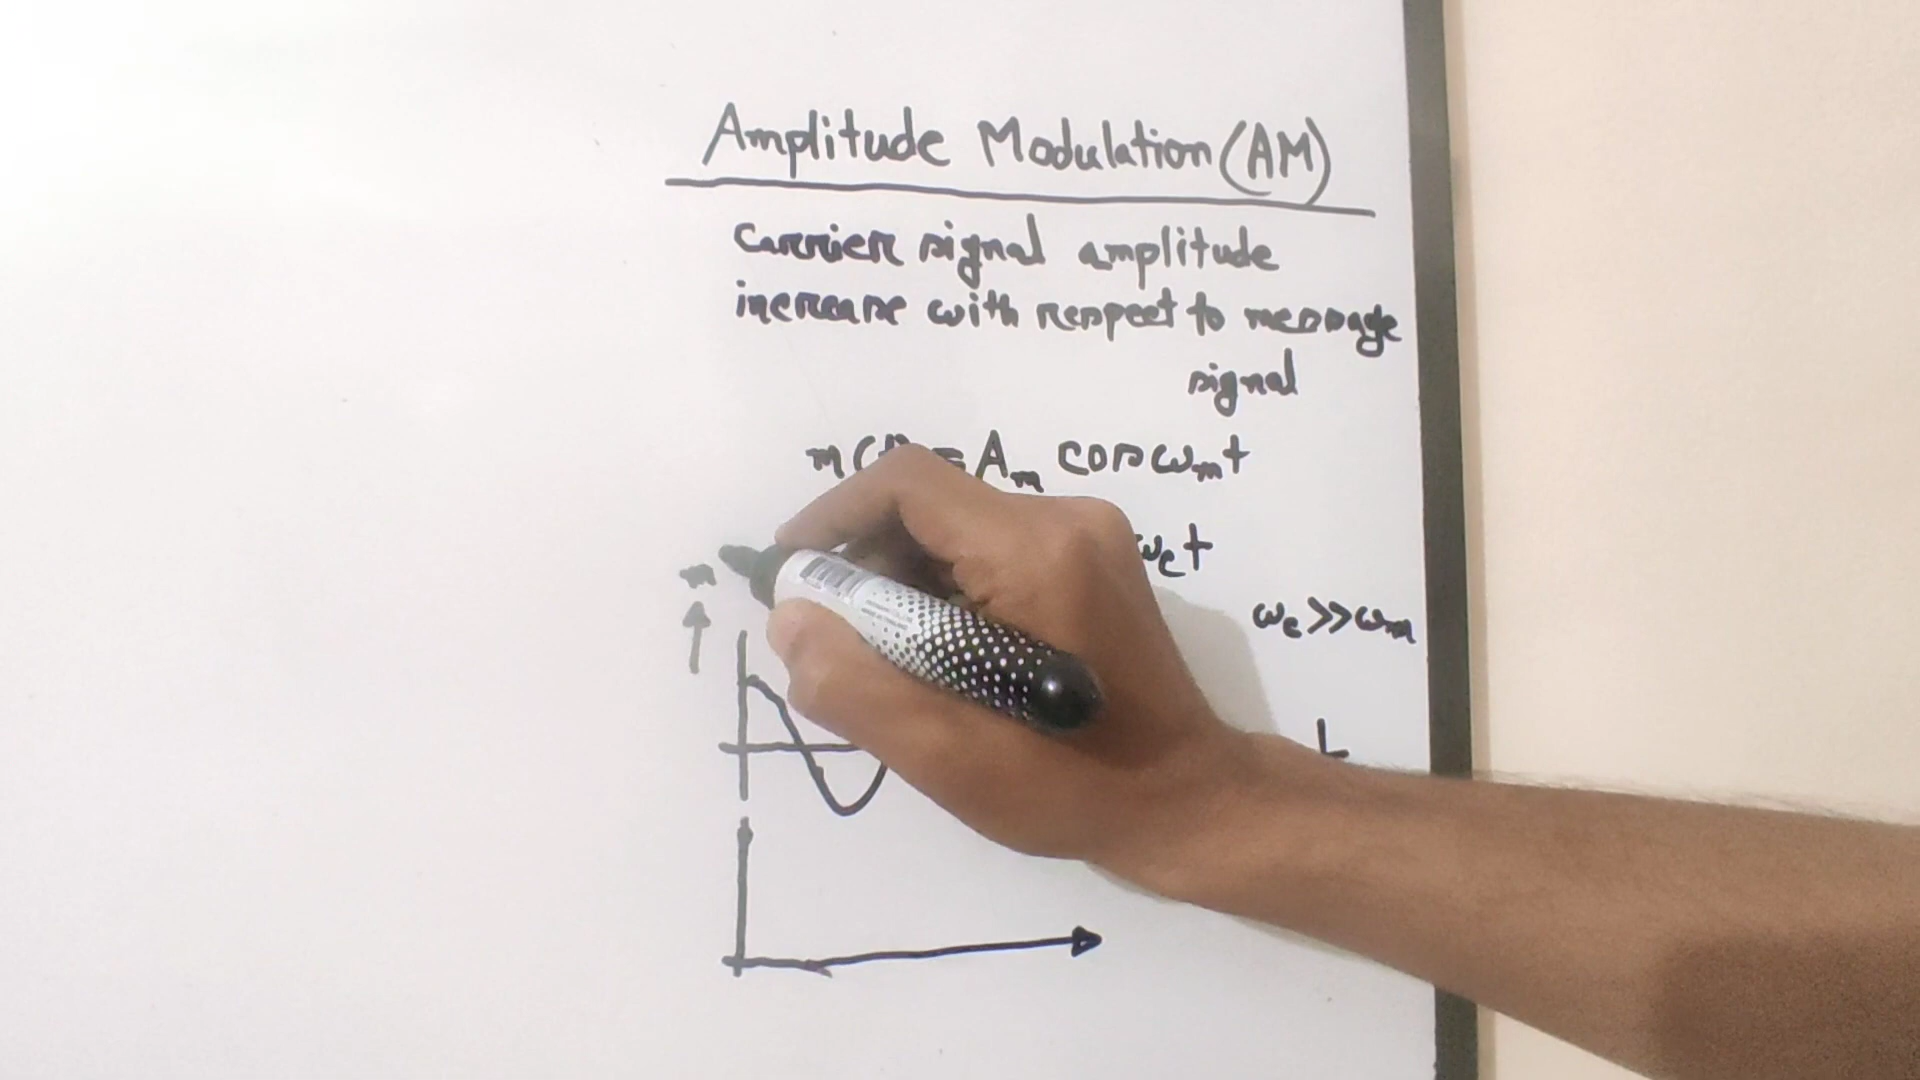 Amplitude Modulation (AM)
Carrier signal amplitude
increase with respect to message
signal
m(t) = Am cos ωmt
ωct
ωc >> ωm
m
t